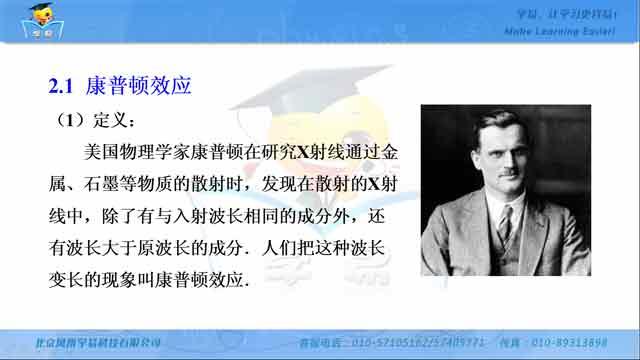 学易
学易，让学习更容易！
Make Learning Easier!
2.1 康普顿效应
（1）定义：
美国物理学家康普顿在研究X射线通过金
属、石墨等物质的散射时，发现在散射的X射
线中，除了有与入射波长相同的成分外，还
有波长大于原波长的成分．人们把这种波长
变长的现象叫康普顿效应．
北京凤凰学易科技有限公司
客服电话：010-57105162/57409771 传真：010-89313898